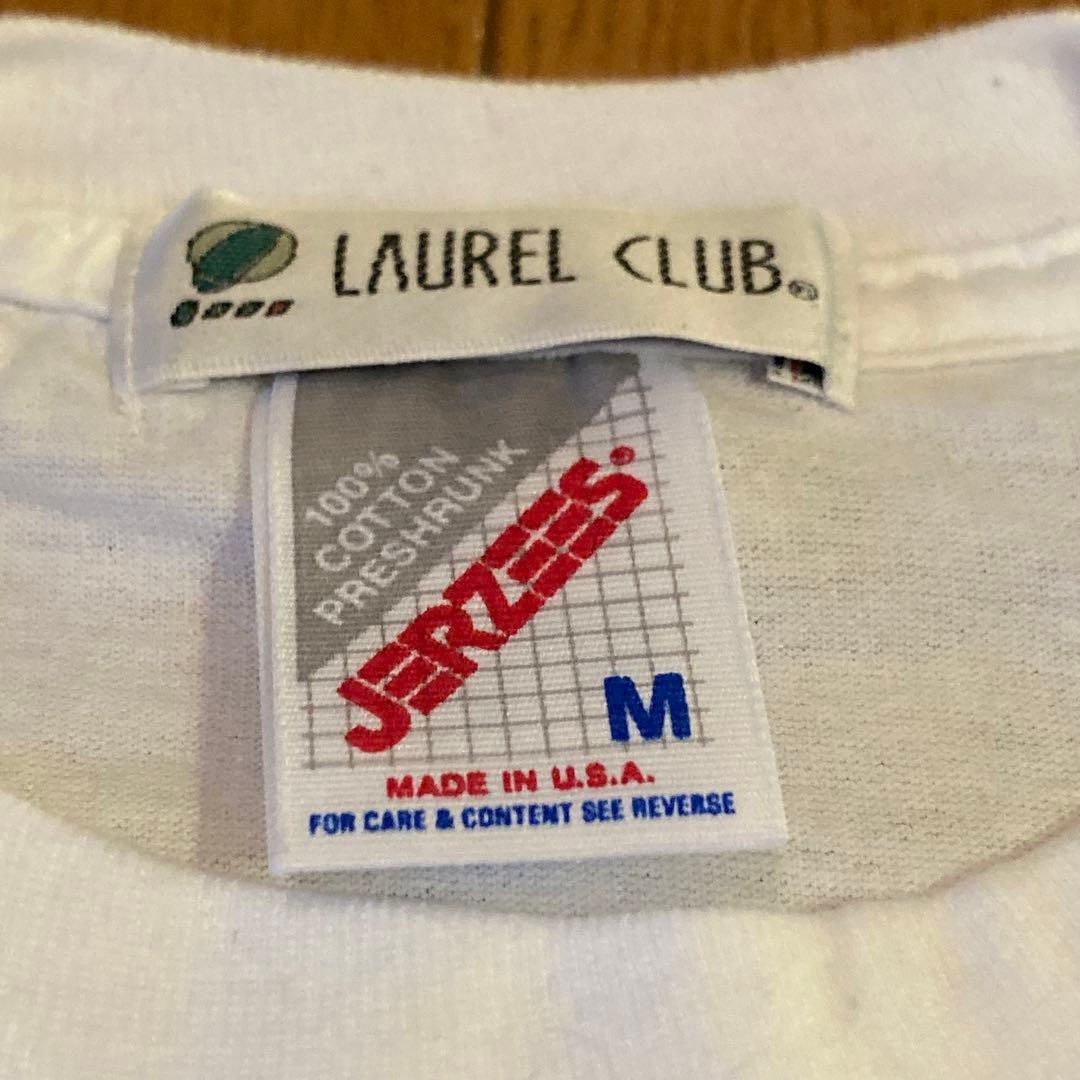 LAUREL CLUB®
100%
COTTON
PRESHRUNK
JERZEES®
M
MADE IN U.S.A.
FOR CARE & CONTENT SEE REVERSE